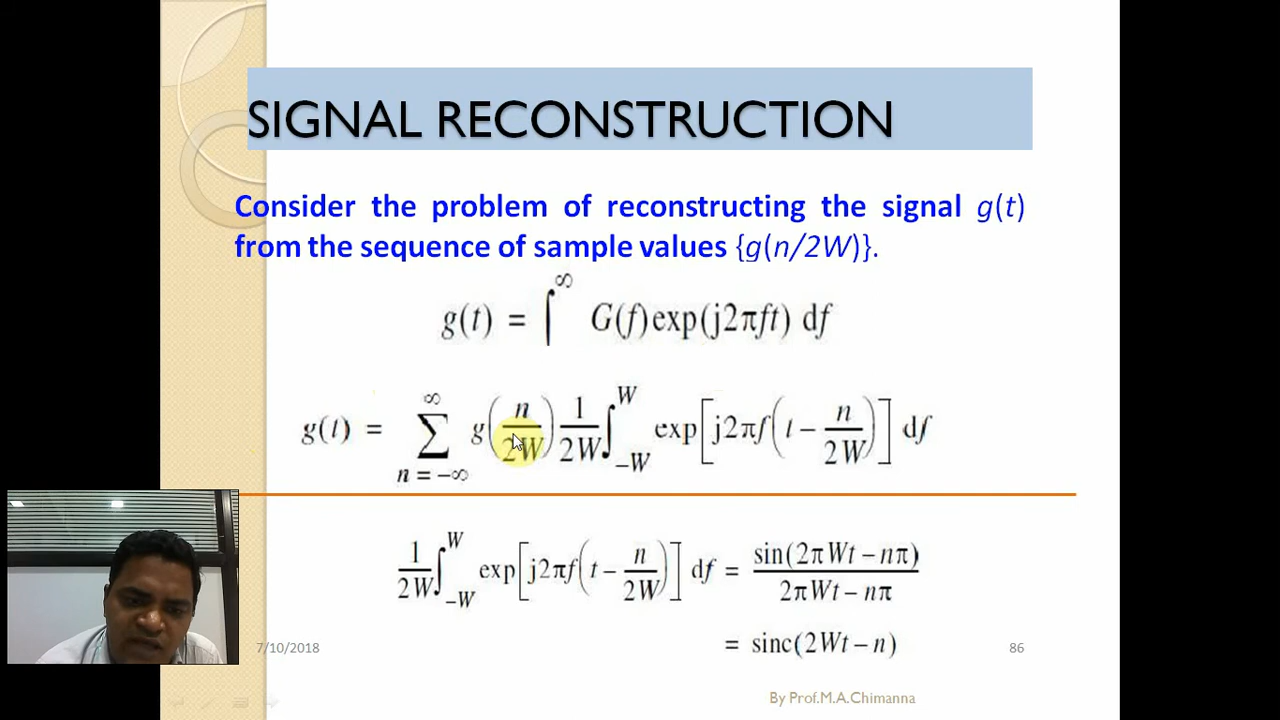 SIGNAL RECONSTRUCTION
Consider the problem of reconstructing the signal g(t)
from the sequence of sample values {g(n/2W)}.
g(t) = ∫^∞ G(f)exp(j2πft) df
g(t) = ∑_{n = −∞}^{∞} g(n/2W) 1/2W ∫_{−W}^{W} exp[j2πf(t − n/2W)] df
1/2W ∫_{−W}^{W} exp[j2πf(t − n/2W)] df = sin(2πWt − nπ)/2πWt − nπ
= sinc(2Wt − n)
7/10/2018
86
By Prof.M.A.Chimanna